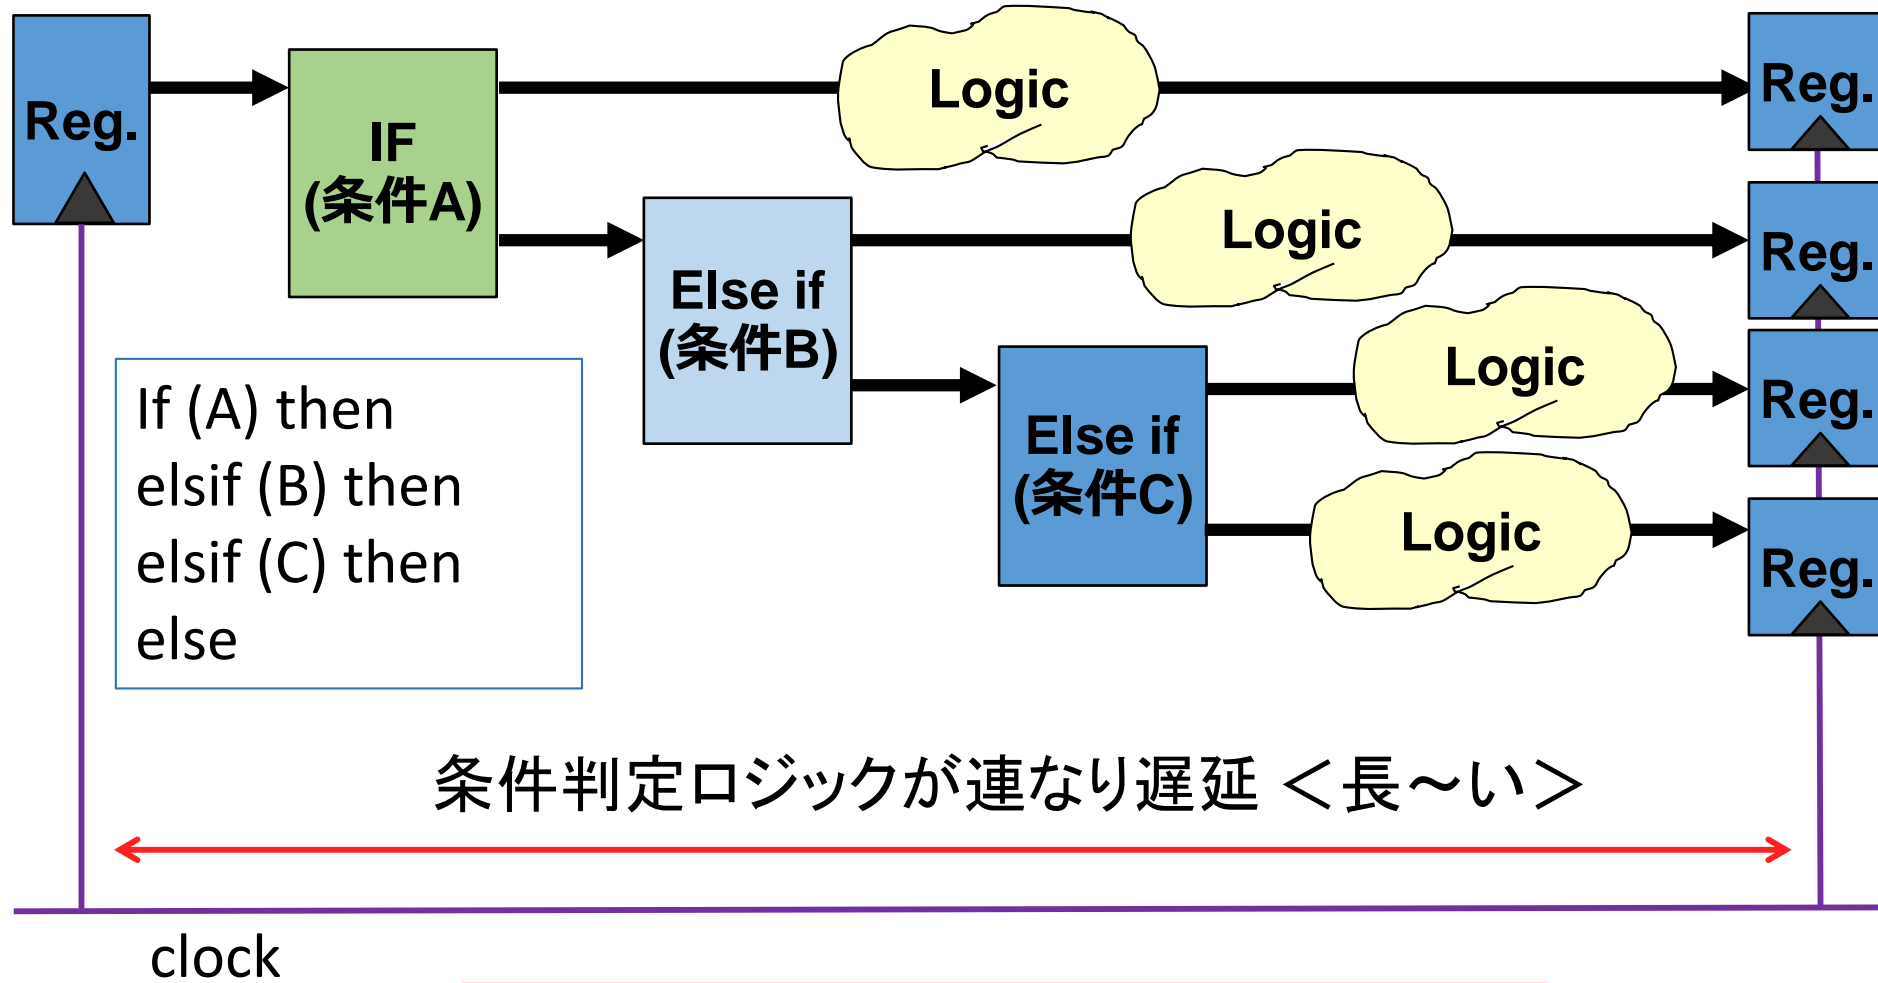 Reg.
IF
(条件A)
Logic
Reg.
Else if
(条件B)
Logic
Reg.
Else if
(条件C)
Logic
Reg.
Logic
Reg.
If (A) then
elsif (B) then
elsif (C) then
else
条件判定ロジックが連なり遅延 <長~い>
clock